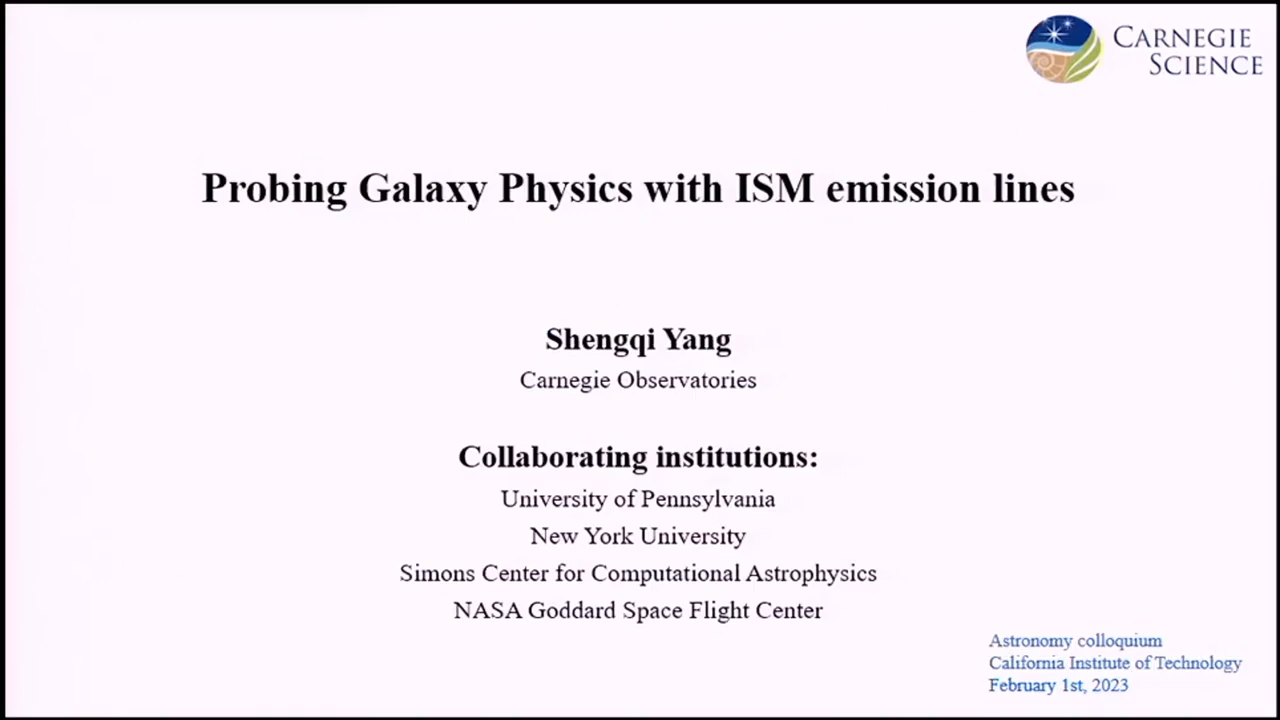 CARNEGIE
SCIENCE
Probing Galaxy Physics with ISM emission lines
Shengqi Yang
Carnegie Observatories
Collaborating institutions:
University of Pennsylvania
New York University
Simons Center for Computational Astrophysics
NASA Goddard Space Flight Center
Astronomy colloquium
California Institute of Technology
February 1st, 2023